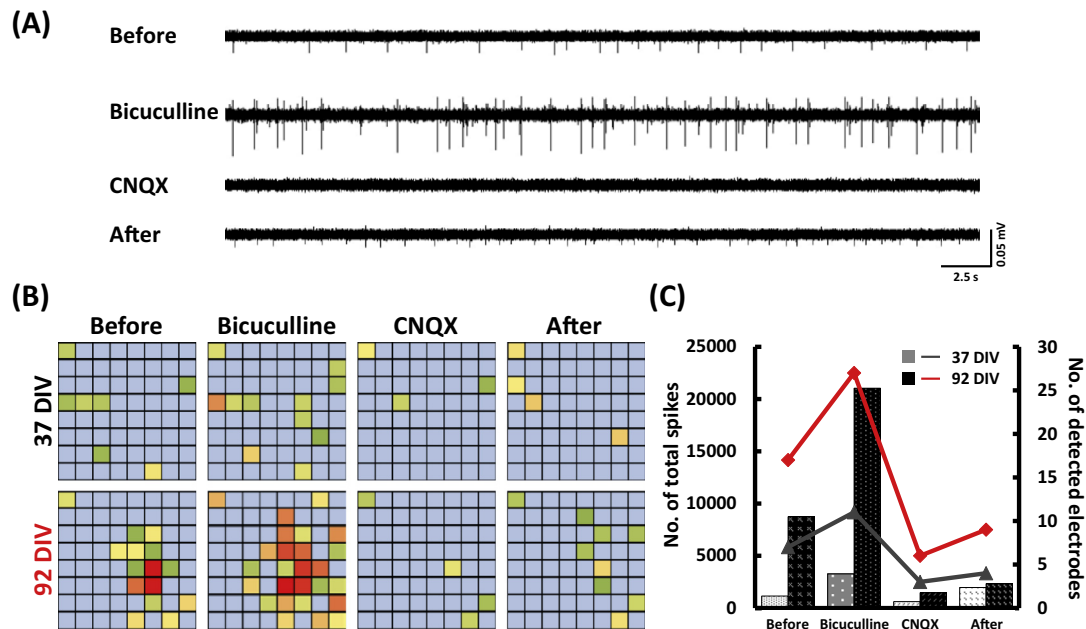 (A)
Before
Bicuculline
CNQX
After
0.05 mV
2.5 s
(B)
Before Bicuculline CNQX After
37 DIV
92 DIV
(C)
No. of total spikes
25000
20000
15000
10000
5000
0
37 DIV
92 DIV
30
25
20
15
10
5
0
No. of detected electrodes
Before Bicuculline CNQX After